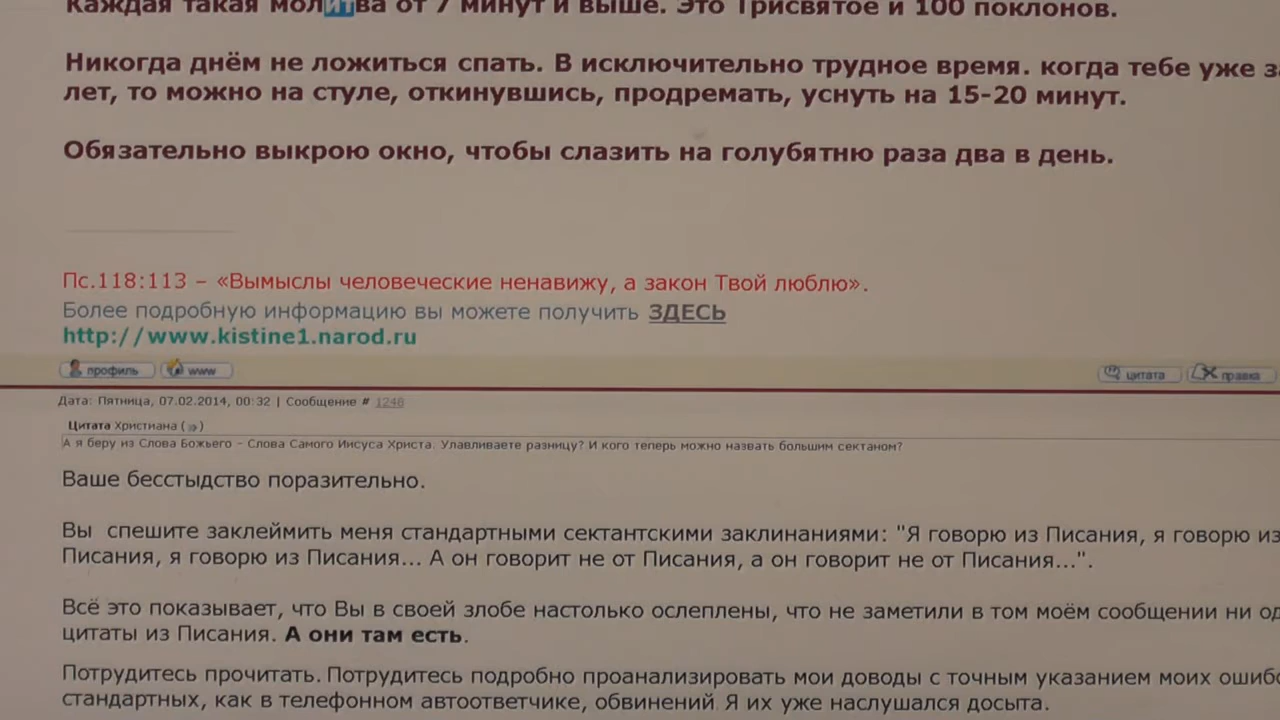 Каждая такая молитва от 7 минут и выше. Это Трисвятое и 100 поклонов.
Никогда днём не ложиться спать. В исключительно трудное время. когда тебе уже
лет, то можно на стуле, откинувшись, продремать, уснуть на 15-20 минут.
Обязательно выкрою окно, чтобы слазить на голубятню раза два в день.
Пс.118:113 – «Вымыслы человеческие ненавижу, а закон Твой люблю».
Более подробную информацию вы можете получить ЗДЕСЬ
http://www.kistine1.narod.ru
профиль www цитата правка
Дата: Пятница, 07.02.2014, 00:32 | Сообщение # 1248
Цитата Христиана ( )
А я беру из Слова Божьего – Слова Самого Иисуса Христа. Улавливаете разницу? И кого теперь можно назвать большим сектаном?
Ваше бесстыдство поразительно.
Вы спешите заклеймить меня стандартными сектантскими заклинаниями: "Я говорю из Писания, я говорю из
Писания, я говорю из Писания... А он говорит не от Писания, а он говорит не от Писания...".
Всё это показывает, что Вы в своей злобе настолько ослеплены, что не заметили в том моём сообщении ни
цитаты из Писания. А они там есть.
Потрудитесь прочитать. Потрудитесь подробно проанализировать мои доводы с точным указанием моих
стандартных, как в телефонном автоответчике, обвинений Я их уже наслушался досыта.